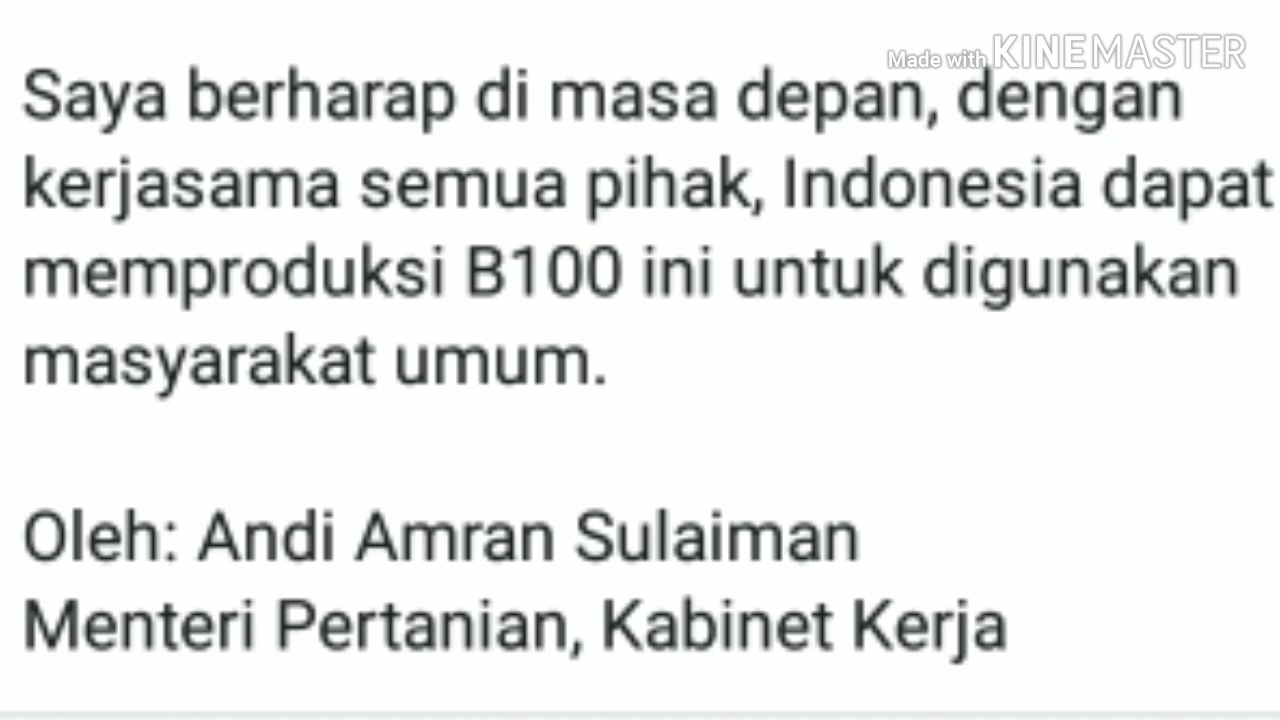 Made with KINEMASTER
Saya berharap di masa depan, dengan
kerjasama semua pihak, Indonesia dapat
memproduksi B100 ini untuk digunakan
masyarakat umum.
Oleh: Andi Amran Sulaiman
Menteri Pertanian, Kabinet Kerja